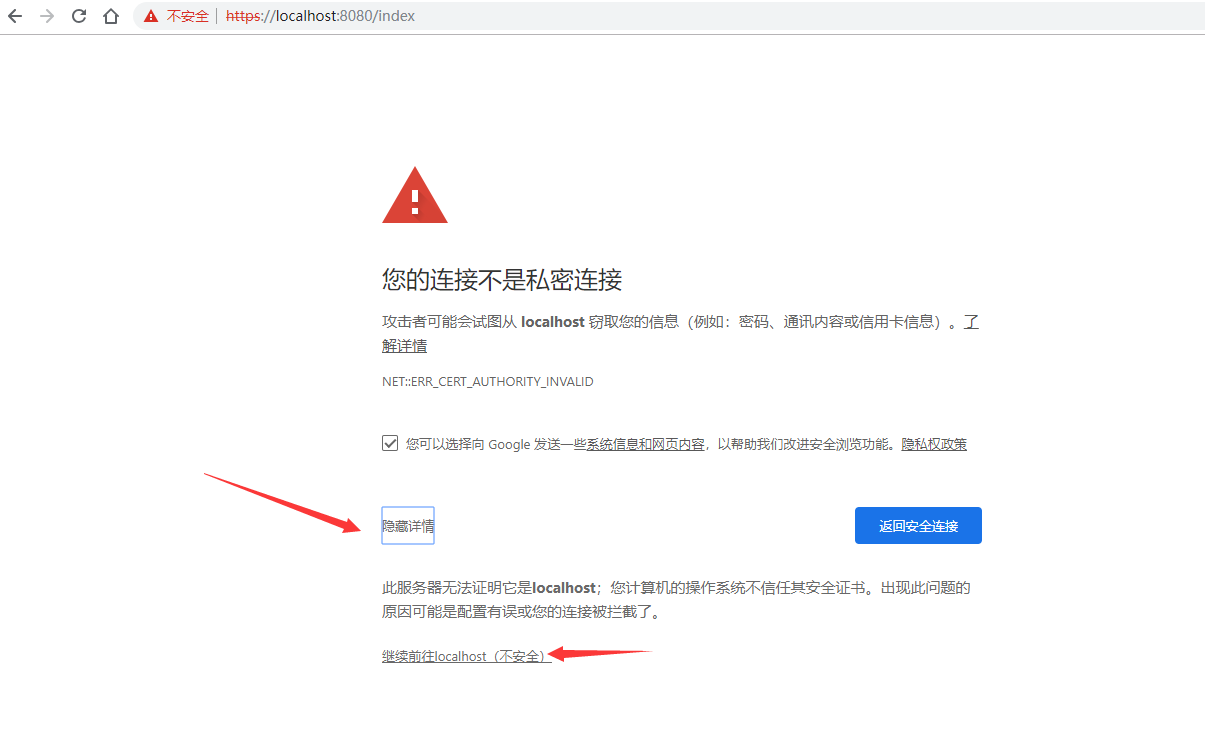 不安全 https://localhost:8080/index
您的连接不是私密连接
攻击者可能会试图从 localhost 窃取您的信息（例如：密码、通讯内容或信用卡信息）。了
解详情
NET::ERR_CERT_AUTHORITY_INVALID
您可以选择向 Google 发送一些系统信息和网页内容，以帮助我们改进安全浏览功能。隐私权政策
隐藏详情 返回安全连接
此服务器无法证明它是localhost；您计算机的操作系统不信任其安全证书。出现此问题的
原因可能是配置有误或您的连接被拦截了。
继续前往localhost（不安全）